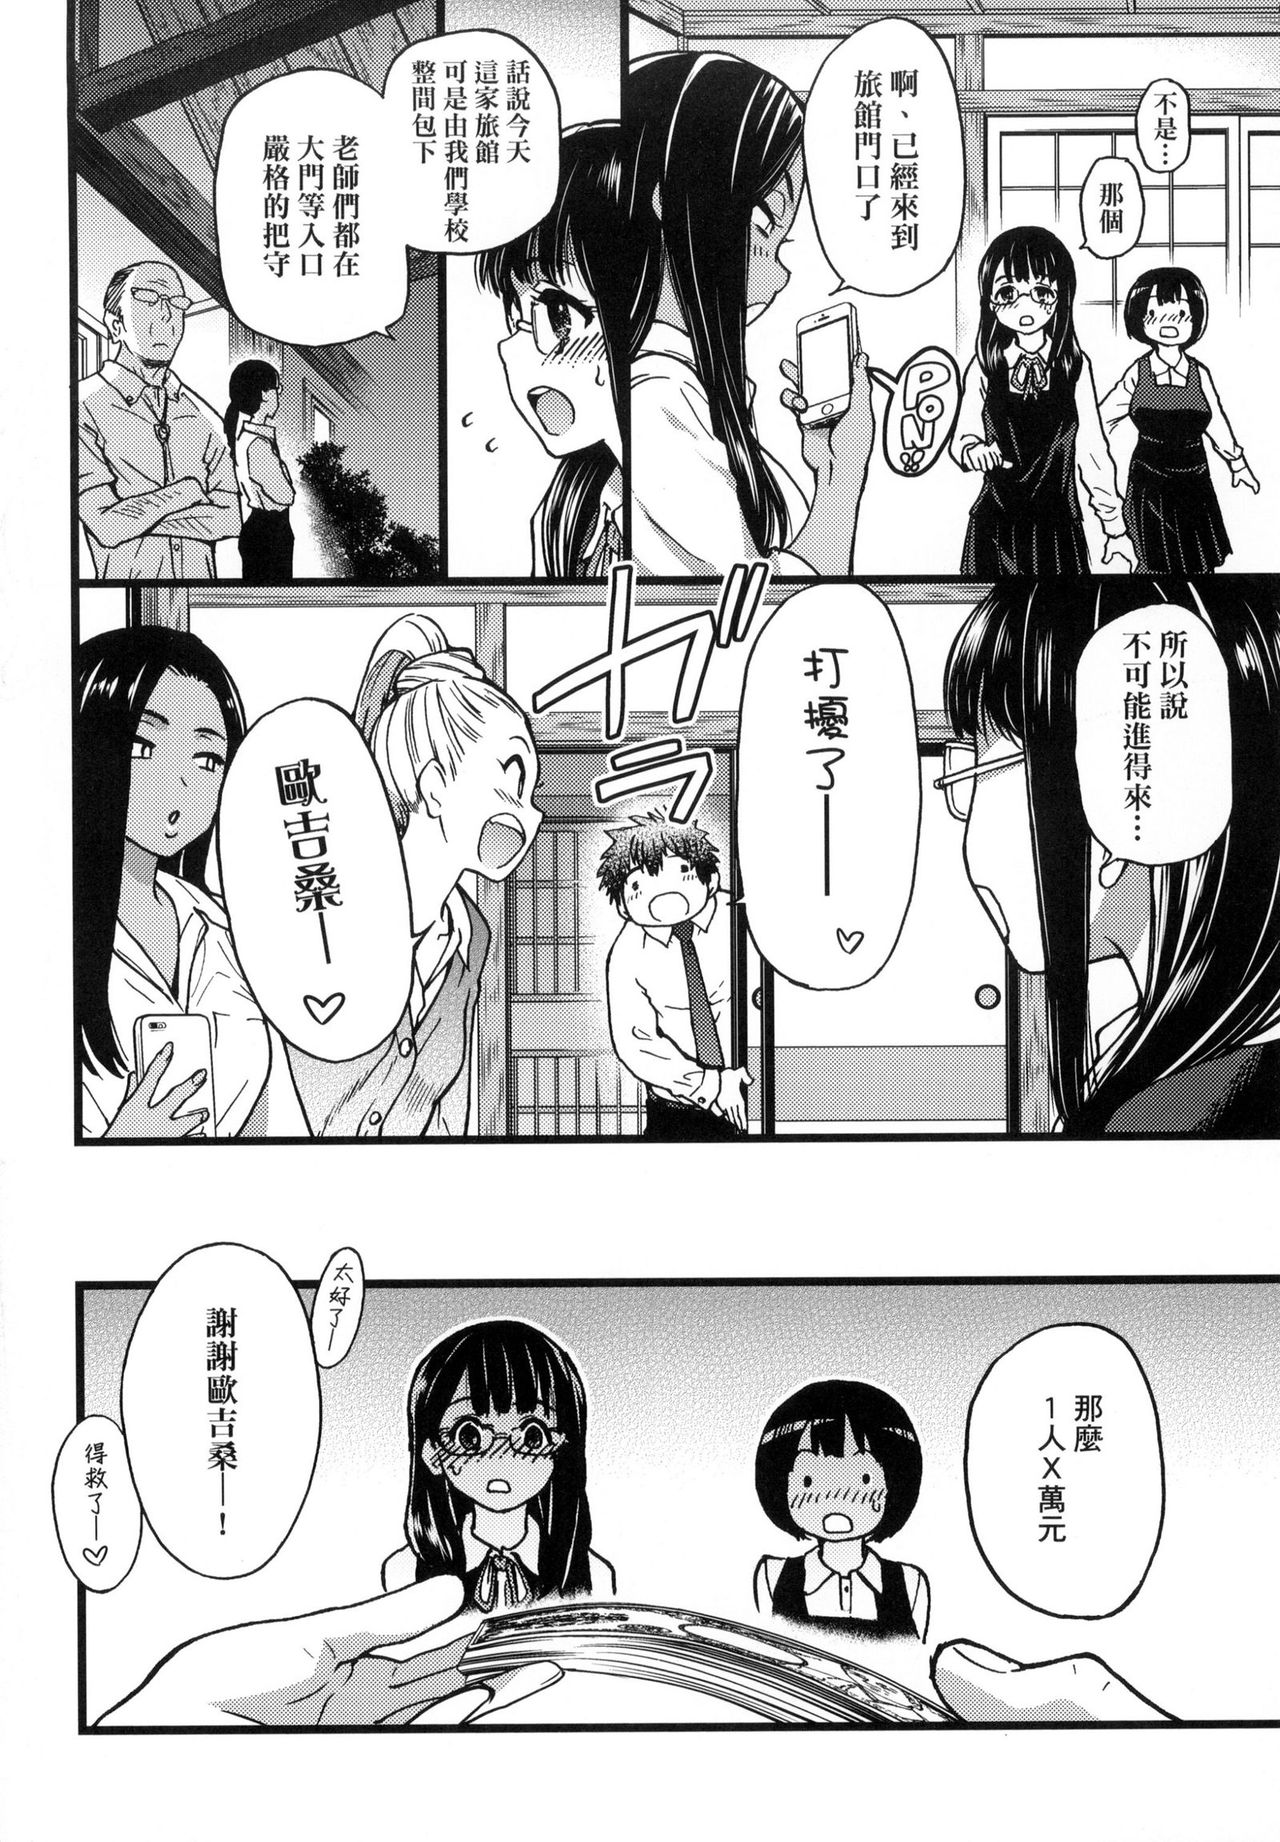 不是…
那個
啊、已經來到
旅館門口了
PON
話說今天
這家旅館
可是由我們學校
整間包下
老師們都在
大門等入口
嚴格的把守
所以說
不可能進得來…
打擾了——♡
ガラ
歐吉桑——♡
那麼
1人X萬元
太好了—
謝謝歐吉桑——！
得救了—♡